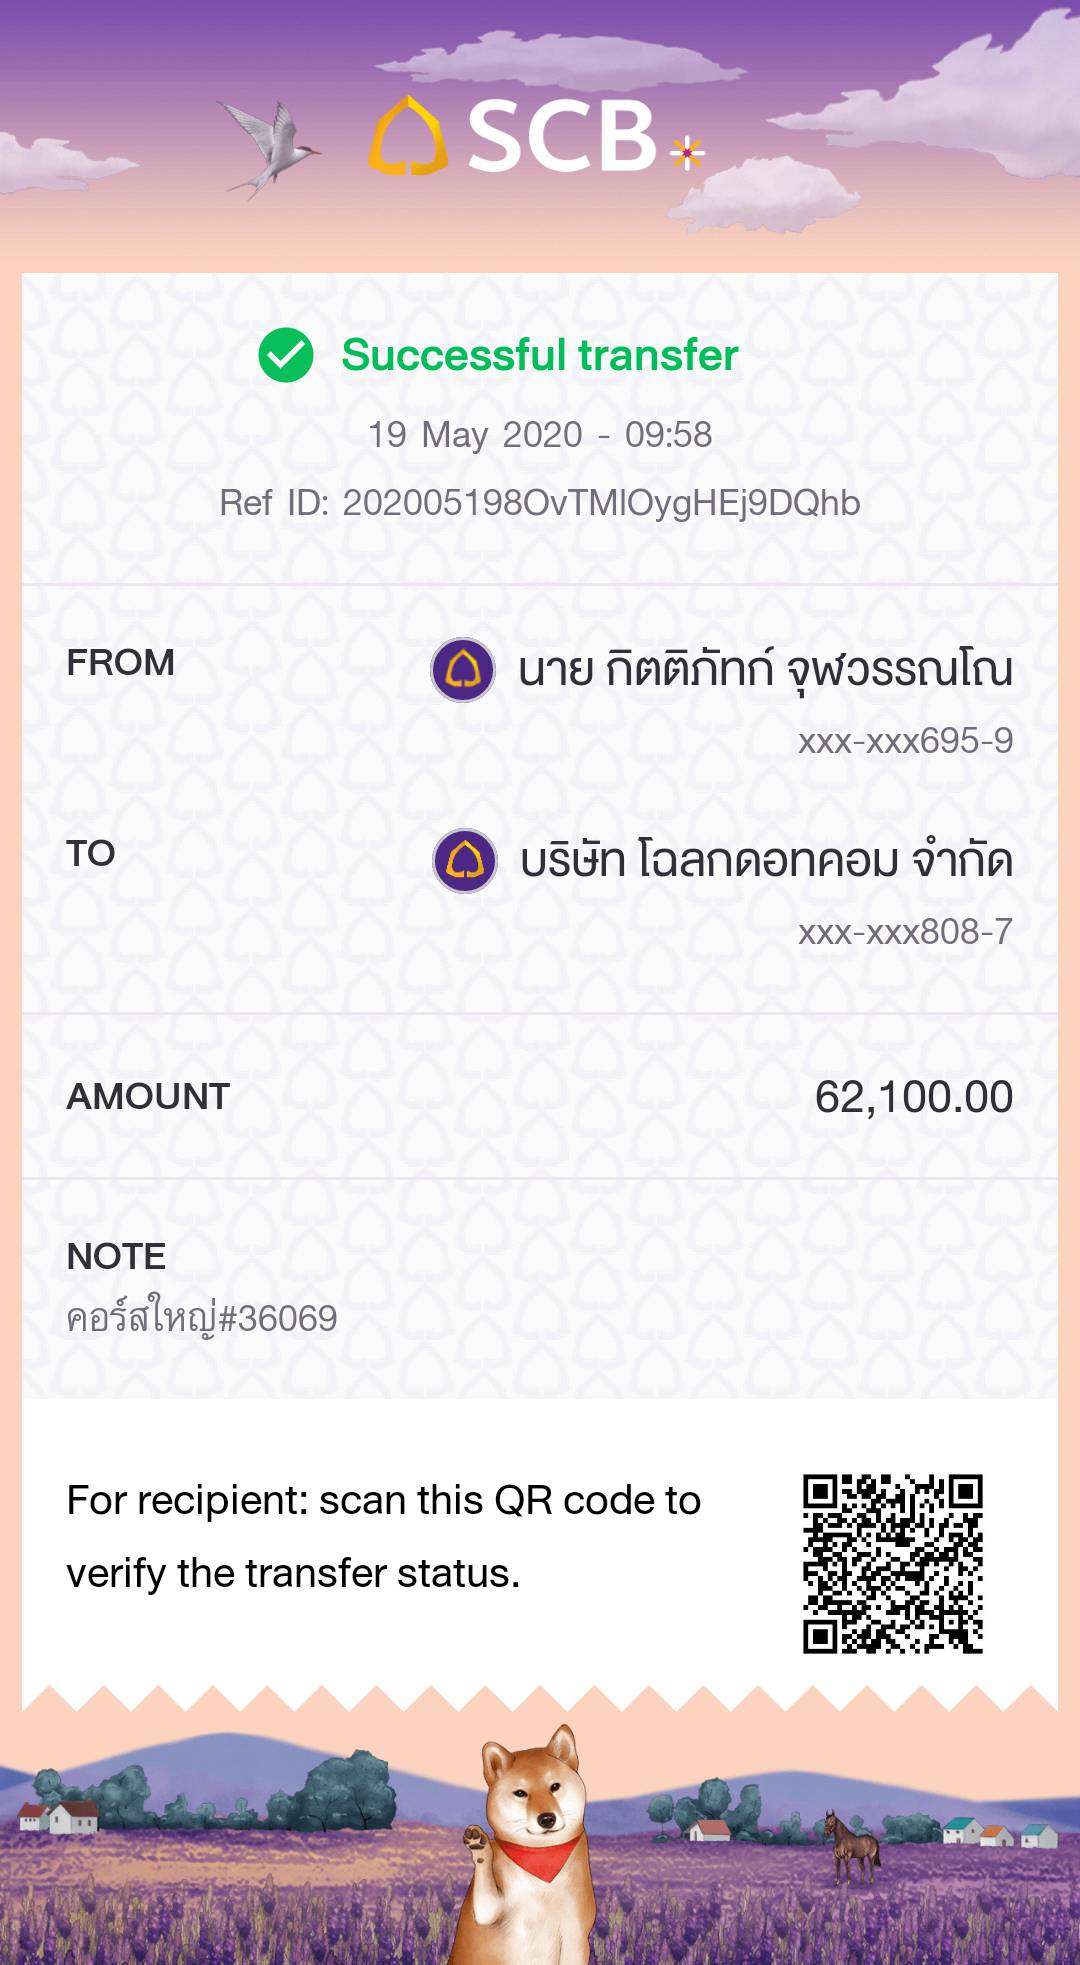 SCB
Successful transfer
19 May 2020 - 09:58
Ref ID: 202005198OvTMlOygHEj9DQhb
FROM
นาย กิตติภัทก์ จุฬวรรณโณ
xxx-xxx695-9
TO
บริษัท โฉลกดอทคอม จำกัด
xxx-xxx808-7
AMOUNT
62,100.00
NOTE
คอร์สใหญ่#36069
For recipient: scan this QR code to
verify the transfer status.